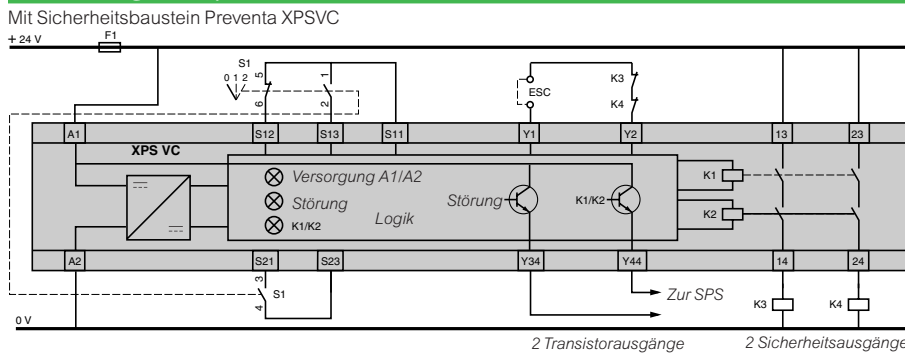 Mit Sicherheitsbaustein Preventa XPSVC
+ 24 V
F1
S1
0 1 2
5
6
1
2
ESC
K3
K4
A1
S12
S13
S11
Y1
Y2
13
23
XPS VC
Versorgung A1/A2
Störung
K1/K2
Logik
Störung
K1/K2
K1
K2
A2
S21
S23
Y34
Y44
14
24
3
4
S1
Zur SPS
K3
K4
0 V
2 Transistorausgänge
2 Sicherheitsausgänge